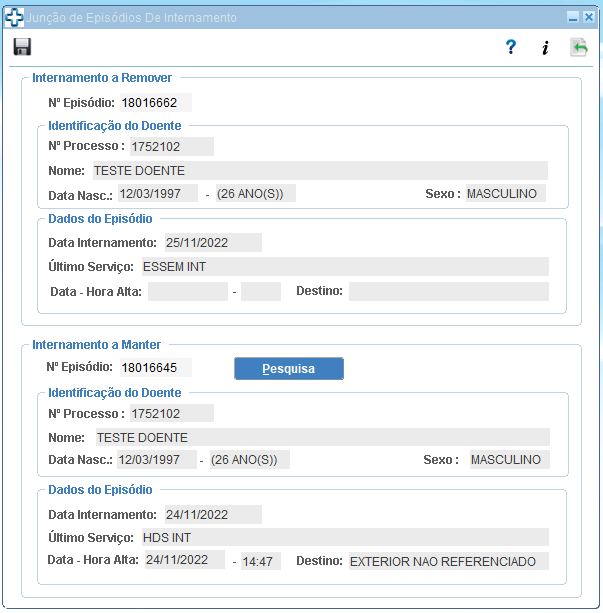 Junção de Episódios De Internamento
? i
Internamento a Remover
Nº Episódio: 18016662
Identificação do Doente
Nº Processo : 1752102
Nome: TESTE DOENTE
Data Nasc.: 12/03/1997 - (26 ANO(S)) Sexo : MASCULINO
Dados do Episódio
Data Internamento: 25/11/2022
Último Serviço: ESSEM INT
Data - Hora Alta: - Destino:
Internamento a Manter
Nº Episódio: 18016645 Pesquisa
Identificação do Doente
Nº Processo : 1752102
Nome: TESTE DOENTE
Data Nasc.: 12/03/1997 - (26 ANO(S)) Sexo : MASCULINO
Dados do Episódio
Data Internamento: 24/11/2022
Último Serviço: HDS INT
Data - Hora Alta: 24/11/2022 - 14:47 Destino: EXTERIOR NAO REFERENCIADO